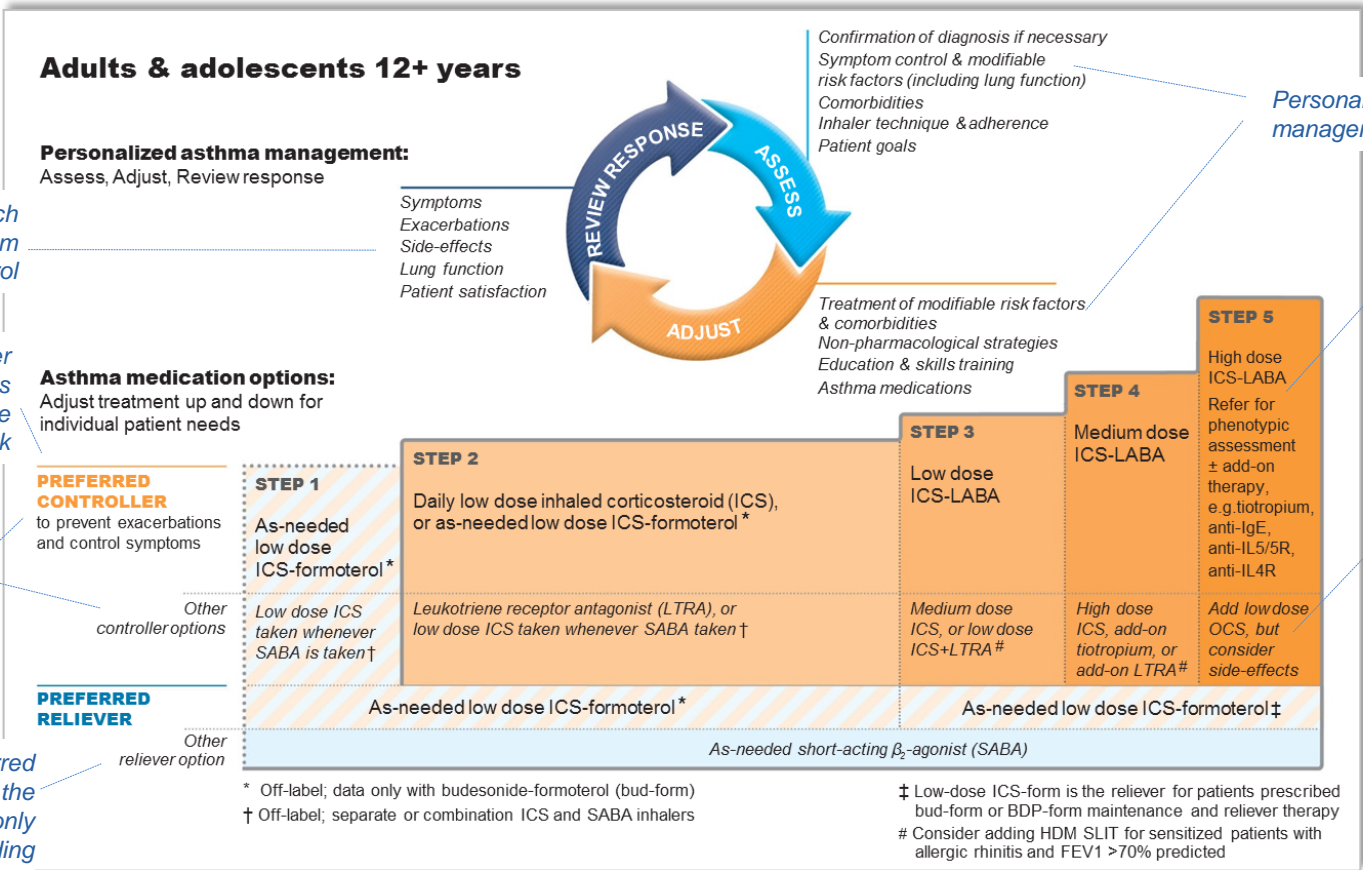 Adults & adolescents 12+ years
Personalized asthma management:
Assess, Adjust, Review response
Symptoms
Exacerbations
Side-effects
Lung function
Patient satisfaction
REVIEW RESPONSE
ASSESS
ADJUST
Confirmation of diagnosis if necessary
Symptom control & modifiable
risk factors (including lung function)
Comorbidities
Inhaler technique & adherence
Patient goals
Treatment of modifiable risk factors
& comorbidities
Non-pharmacological strategies
Education & skills training
Asthma medications
Asthma medication options:
Adjust treatment up and down for
individual patient needs
PREFERRED
CONTROLLER
to prevent exacerbations
and control symptoms
STEP 1
As-needed
low dose
ICS-formoterol *
STEP 2
Daily low dose inhaled corticosteroid (ICS),
or as-needed low dose ICS-formoterol *
STEP 3
Low dose
ICS-LABA
STEP 4
Medium dose
ICS-LABA
STEP 5
High dose
ICS-LABA
Refer for
phenotypic
assessment
± add-on
therapy,
e.g.tiotropium,
anti-IgE,
anti-IL5/5R,
anti-IL4R
Other
controller options
Low dose ICS
taken whenever
SABA is taken †
Leukotriene receptor antagonist (LTRA), or
low dose ICS taken whenever SABA taken †
Medium dose
ICS, or low dose
ICS+LTRA #
High dose
ICS, add-on
tiotropium, or
add-on LTRA #
Add low dose
OCS, but
consider
side-effects
PREFERRED
RELIEVER
As-needed low dose ICS-formoterol *
As-needed low dose ICS-formoterol ‡
Other
reliever option
As-needed short-acting β₂-agonist (SABA)
* Off-label; data only with budesonide-formoterol (bud-form)
† Off-label; separate or combination ICS and SABA inhalers
‡ Low-dose ICS-form is the reliever for patients prescribed
bud-form or BDP-form maintenance and reliever therapy
# Consider adding HDM SLIT for sensitized patients with
allergic rhinitis and FEV1 >70% predicted